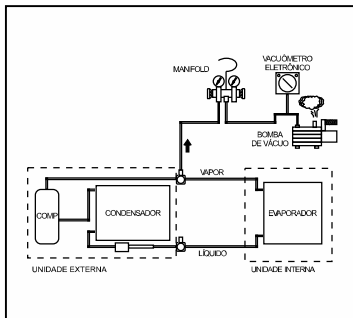 VACUÔMETRO
ELETRÔNICO
MANIFOLD
BOMBA
DE VÁCUO
VAPOR
COMP
CONDENSADOR
EVAPORADOR
LÍQUIDO
UNIDADE EXTERNA
UNIDADE INTERNA